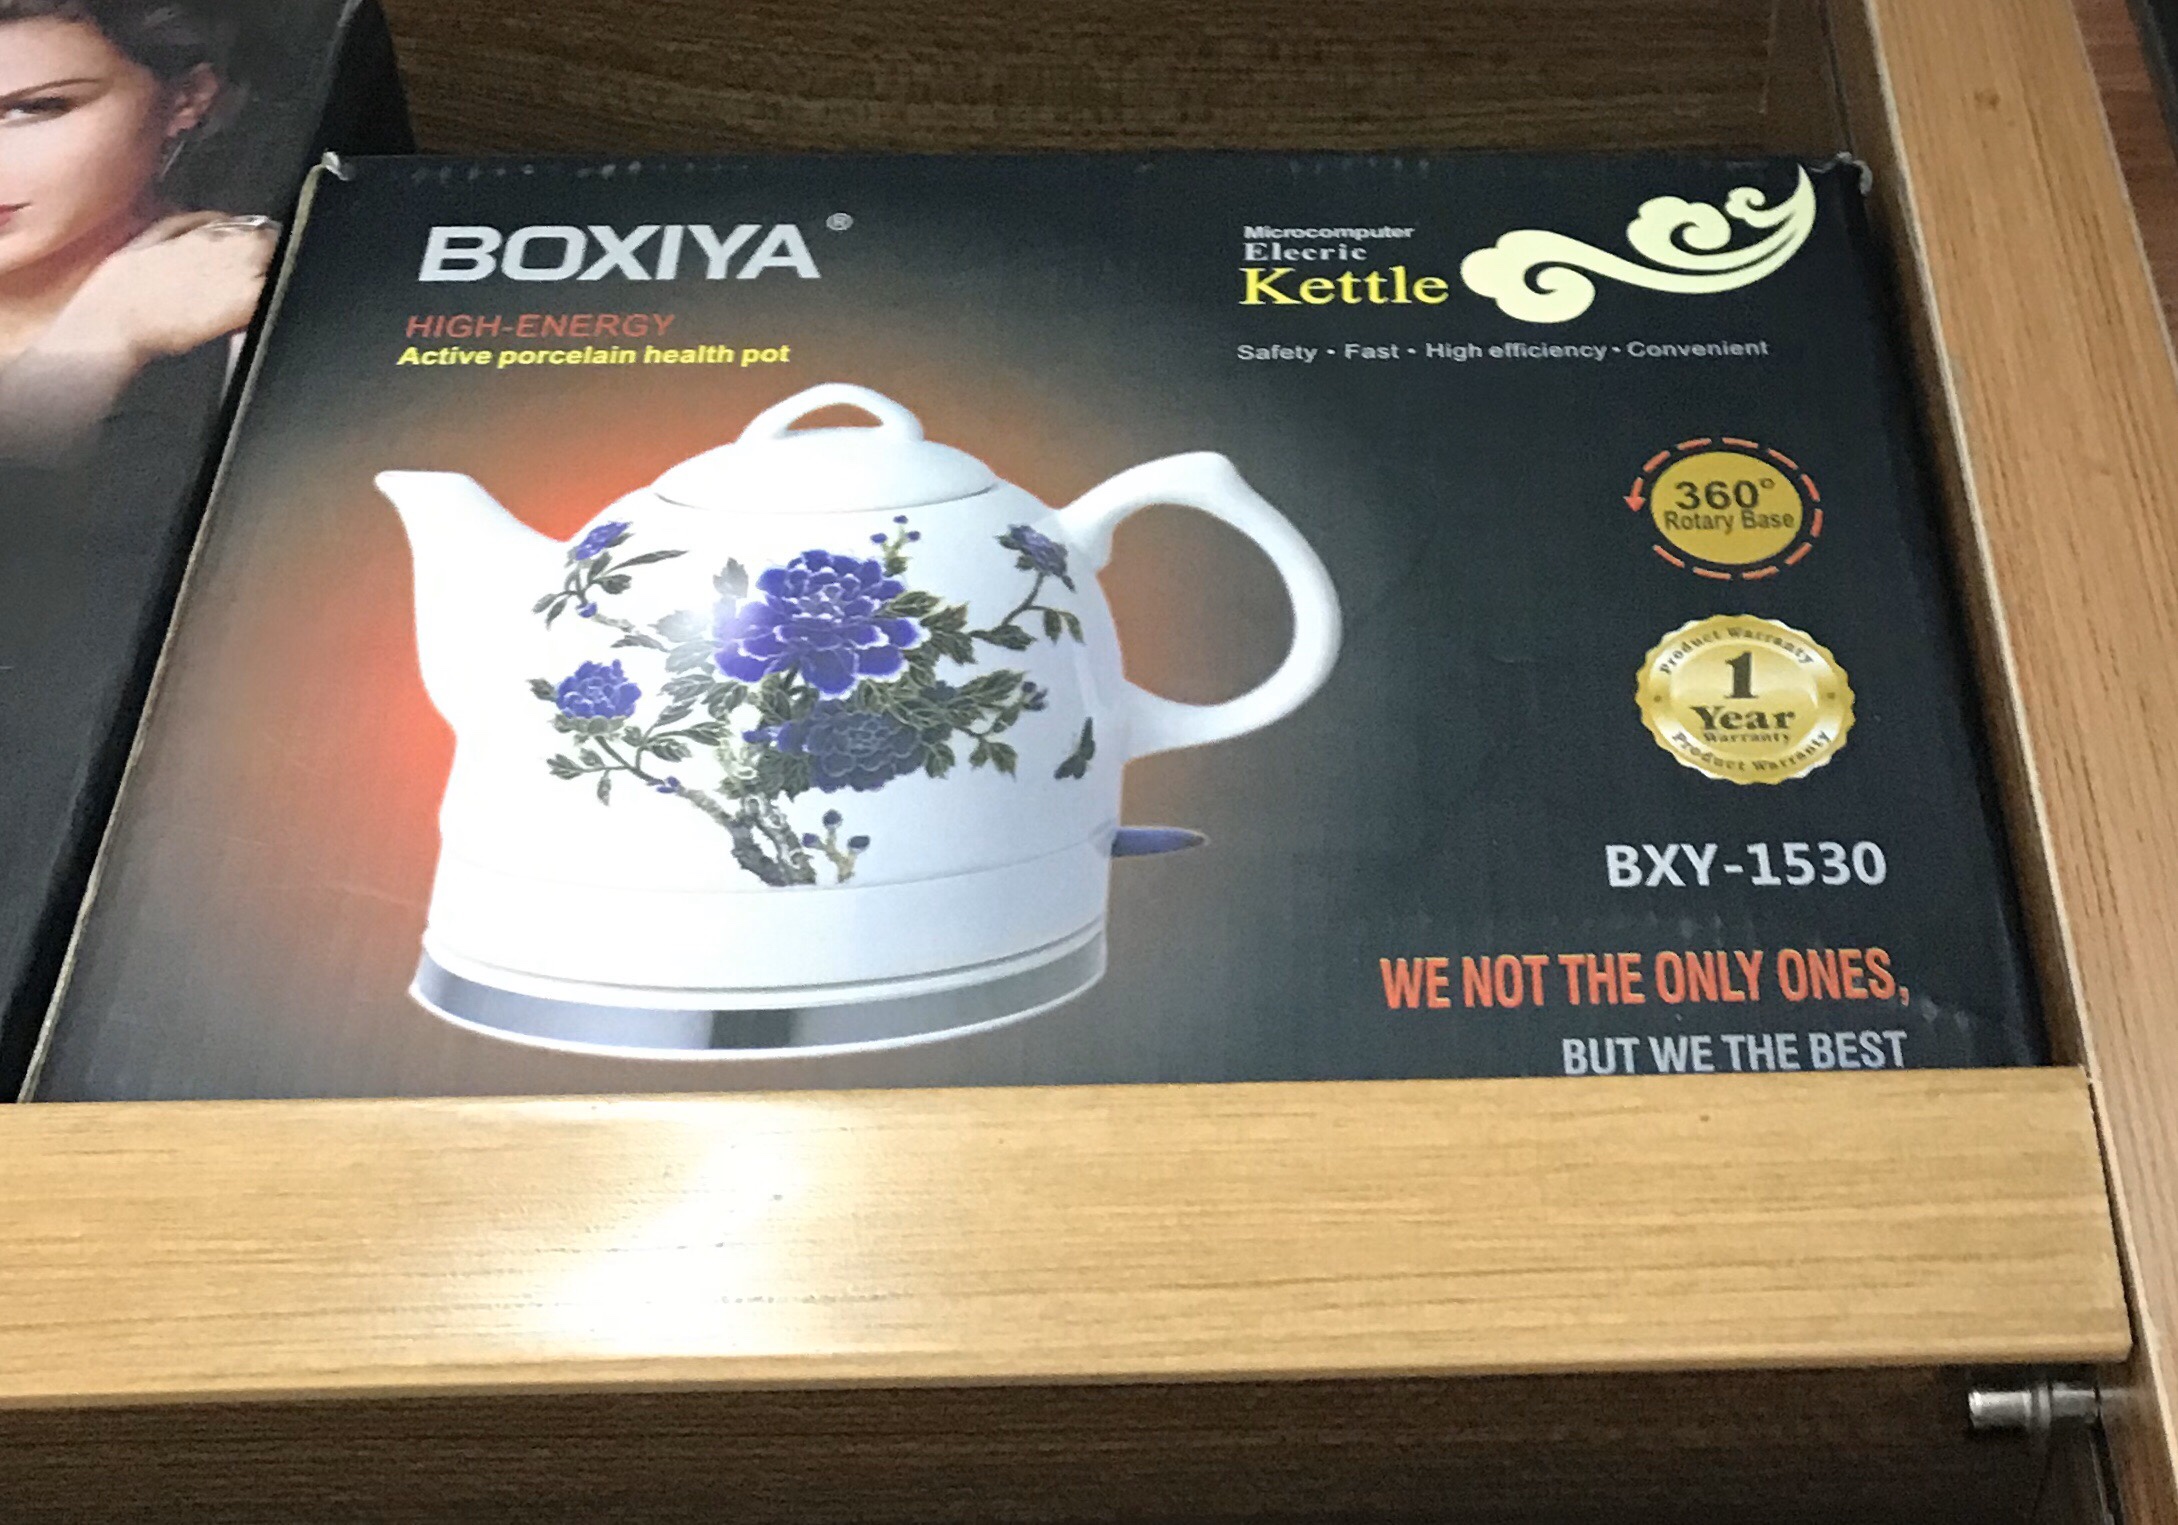 BOXIYA®
HIGH-ENERGY
Active porcelain health pot
Microcomputer
Elecric
Kettle
Safety • Fast • High efficiency • Convenient
360°
Rotary Base
Product Warranty
1
Year
Warranty
Product Warranty
BXY-1530
WE NOT THE ONLY ONES,
BUT WE THE BEST